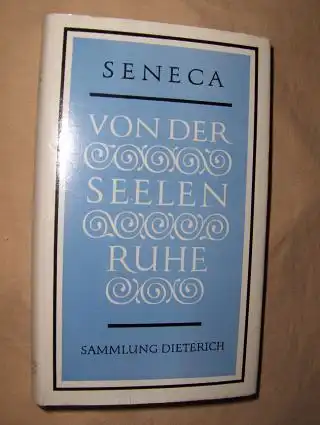 SENECA
VON DER
SEELEN
RUHE
SAMMLUNG DIETERICH